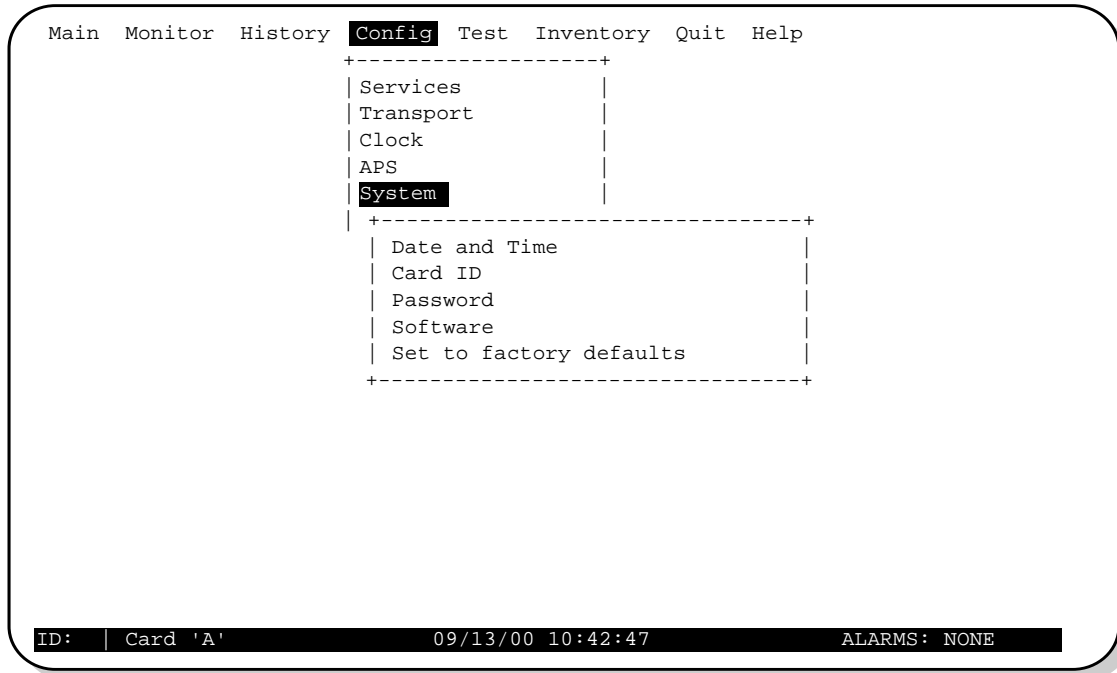 Main Monitor History Config Test Inventory Quit Help
+-------------------+
|Services |
|Transport |
|Clock |
|APS |
|System |
| +---------------------------------+
| Date and Time |
| Card ID |
| Password |
| Software |
| Set to factory defaults |
+---------------------------------+
ID: | Card 'A' 09/13/00 10:42:47 ALARMS: NONE